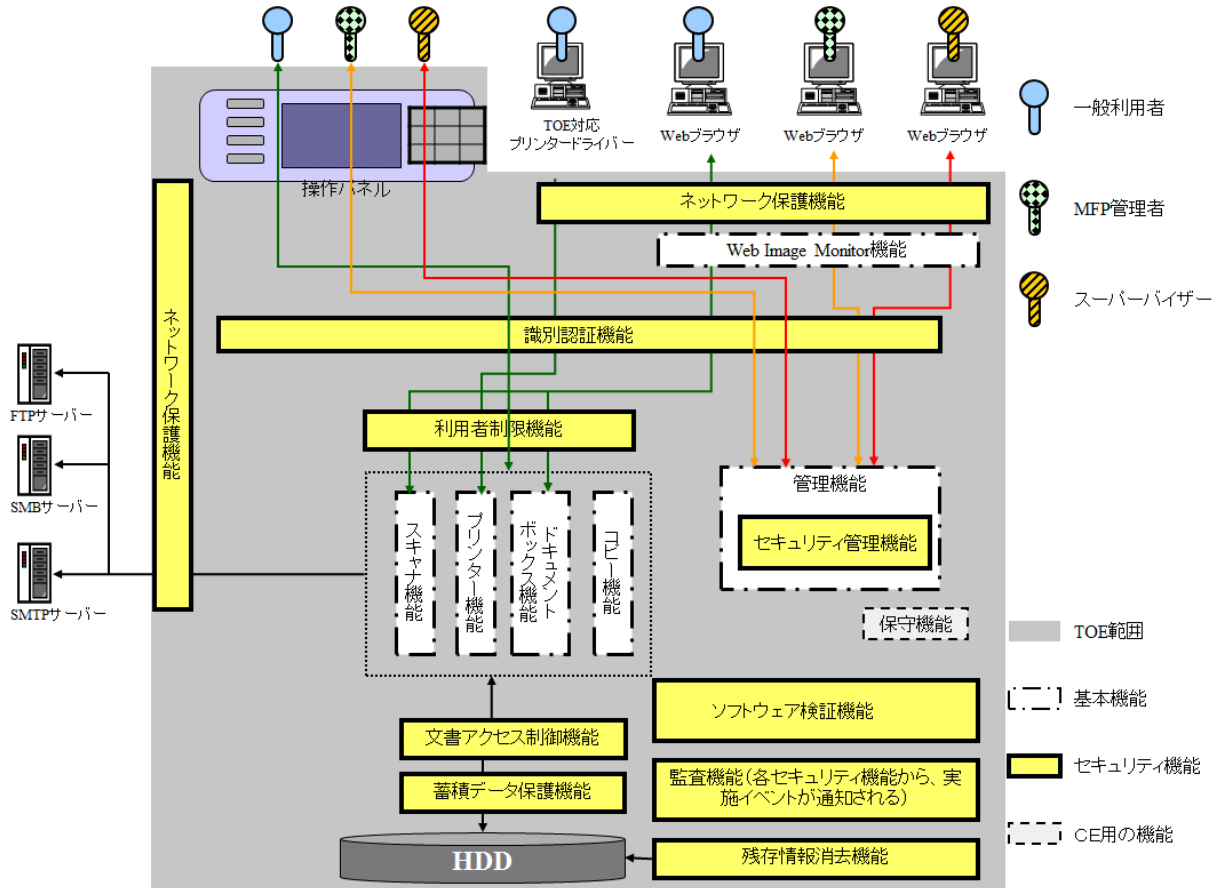 TOE対応
プリンタードライバー
Webブラウザ
Webブラウザ
Webブラウザ
一般利用者
操作パネル
ネットワーク保護機能
MFP管理者
Web Image Monitor機能
スーパーバイザー
ネットワーク保護機能
識別認証機能
FTPサーバー
利用者制限機能
SMBサーバー
管理機能
スキャナ機能
プリンター機能
ドキュメント
ボックス機能
コピー機能
セキュリティ管理機能
SMTPサーバー
保守機能
TOE範囲
基本機能
ソフトウェア検証機能
文書アクセス制御機能
セキュリティ機能
監査機能(各セキュリティ機能から、実
施イベントが通知される)
蓄積データ保護機能
CE用の機能
HDD
残存情報消去機能